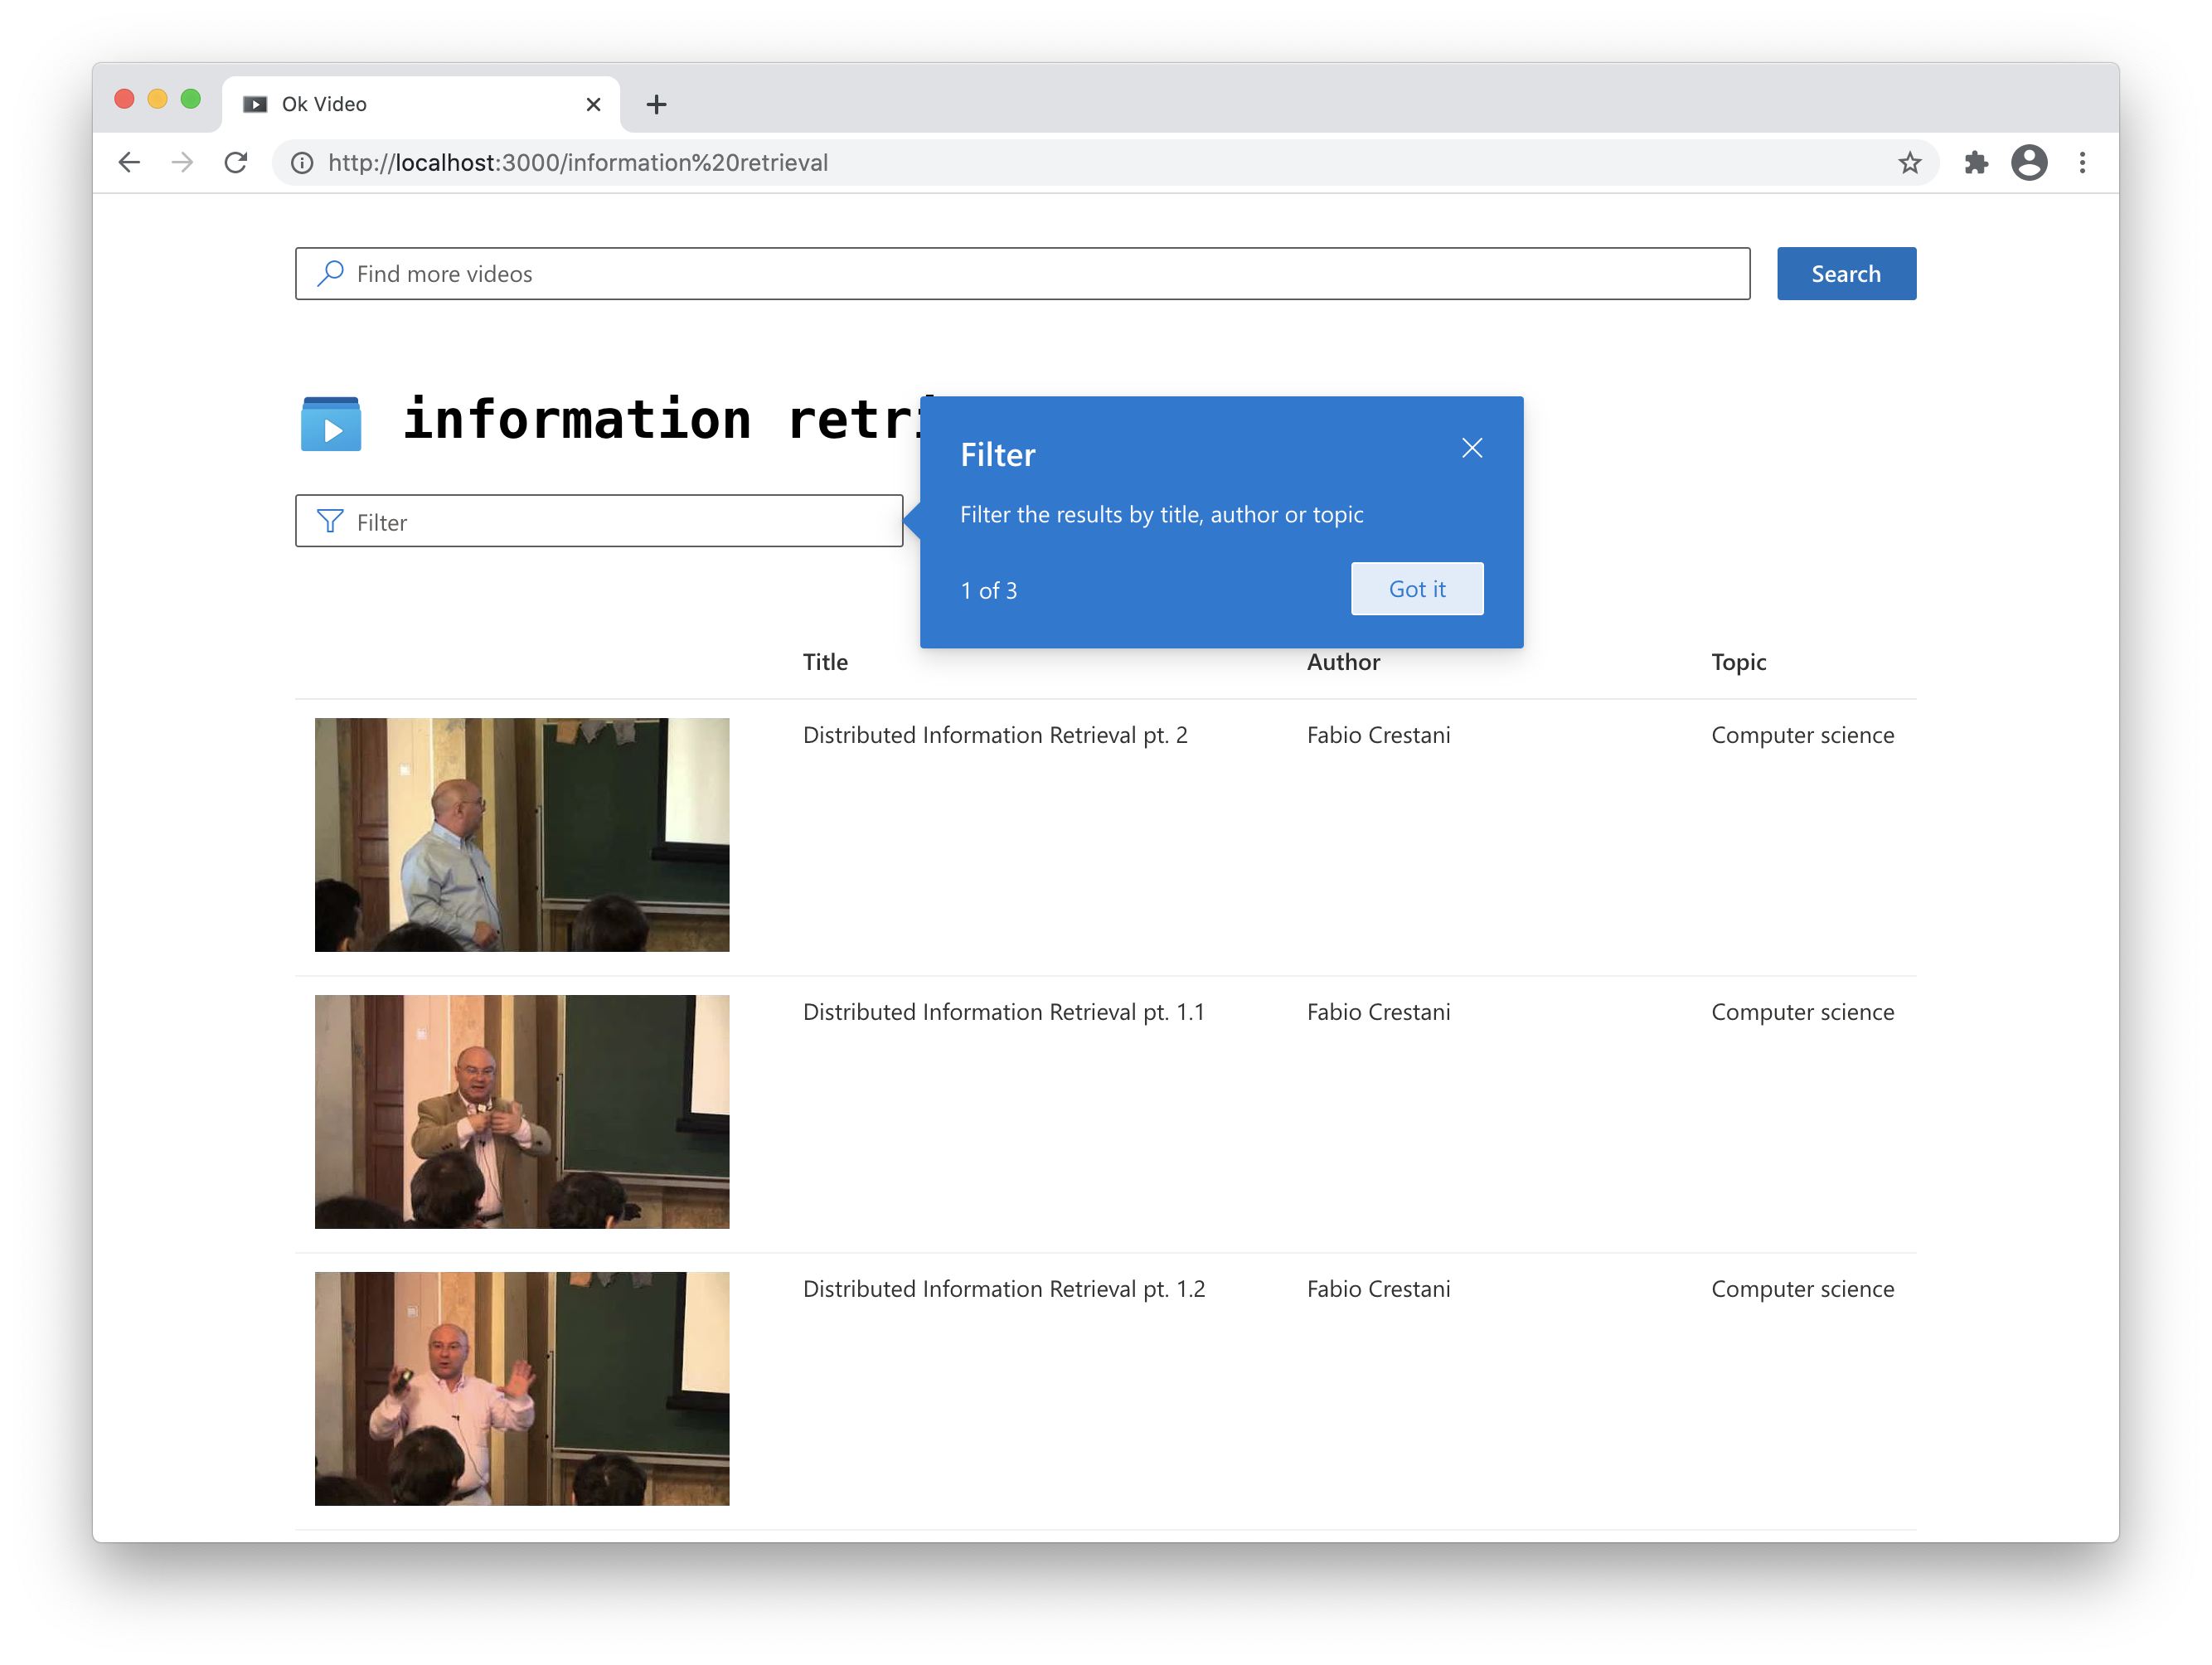 Ok Video
http://localhost:3000/information%20retrieval
Find more videos
Search
information
Filter
Filter
Filter the results by title, author or topic
1 of 3
Got it
Title Author Topic
Distributed Information Retrieval pt. 2 Fabio Crestani Computer science
Distributed Information Retrieval pt. 1.1 Fabio Crestani Computer science
Distributed Information Retrieval pt. 1.2 Fabio Crestani Computer science